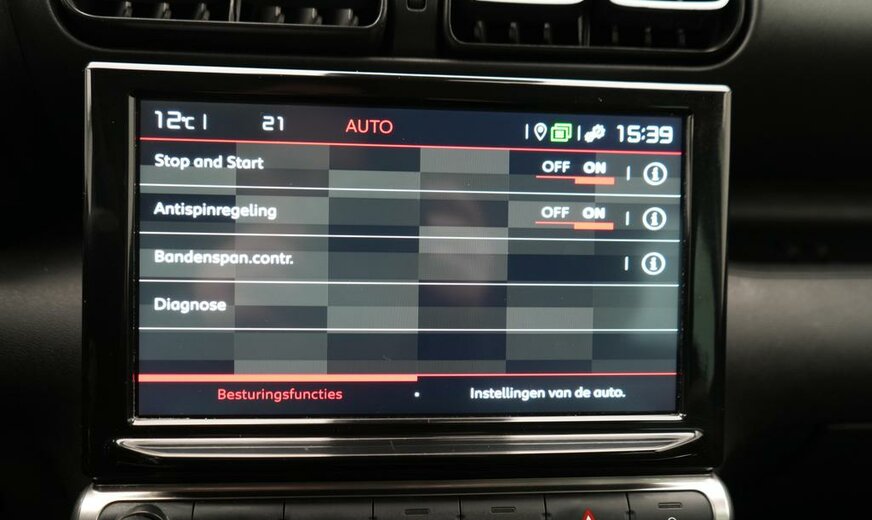 12°C 21 AUTO 15:39
Stop and Start OFF ON
Antispinregeling OFF ON
Bandenspan.contr.
Diagnose
Besturingsfuncties Instellingen van de auto.